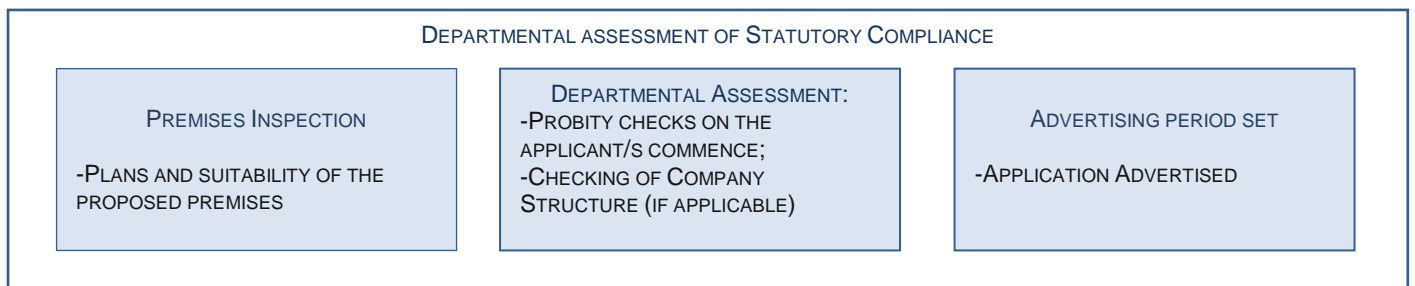 DEPARTMENTAL ASSESSMENT OF STATUTORY COMPLIANCE
PREMISES INSPECTION
-PLANS AND SUITABILITY OF THE
PROPOSED PREMISES
DEPARTMENTAL ASSESSMENT:
-PROBITY CHECKS ON THE
APPLICANT/S COMMENCE;
-CHECKING OF COMPANY
STRUCTURE (IF APPLICABLE)
ADVERTISING PERIOD SET
-APPLICATION ADVERTISED